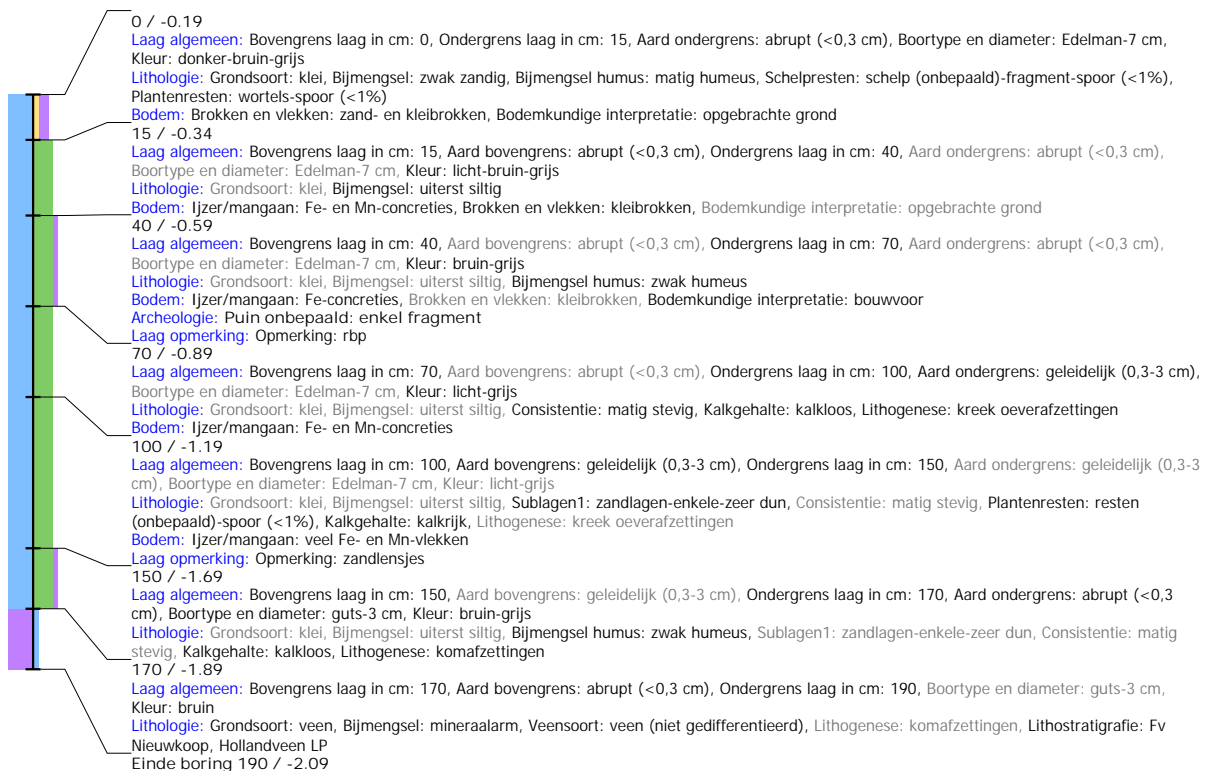 0 / -0.19
Laag algemeen: Bovengrens laag in cm: 0, Ondergrens laag in cm: 15, Aard ondergrens: abrupt (<0,3 cm), Boortype en diameter: Edelman-7 cm,
Kleur: donker-bruin-grijs
Lithologie: Grondsoort: klei, Bijmengsel: zwak zandig, Bijmengsel humus: matig humeus, Schelpresten: schelp (onbepaald)-fragment-spoor (<1%),
Plantenresten: wortels-spoor (<1%)
Bodem: Brokken en vlekken: zand- en kleibrokken, Bodemkundige interpretatie: opgebrachte grond
15 / -0.34
Laag algemeen: Bovengrens laag in cm: 15, Aard bovengrens: abrupt (<0,3 cm), Ondergrens laag in cm: 40, Aard ondergrens: abrupt (<0,3 cm),
Boortype en diameter: Edelman-7 cm, Kleur: licht-bruin-grijs
Lithologie: Grondsoort: klei, Bijmengsel: uiterst siltig
Bodem: Ijzer/mangaan: Fe- en Mn-concreties, Brokken en vlekken: kleibrokken, Bodemkundige interpretatie: opgebrachte grond
40 / -0.59
Laag algemeen: Bovengrens laag in cm: 40, Aard bovengrens: abrupt (<0,3 cm), Ondergrens laag in cm: 70, Aard ondergrens: abrupt (<0,3 cm),
Boortype en diameter: Edelman-7 cm, Kleur: bruin-grijs
Lithologie: Grondsoort: klei, Bijmengsel: uiterst siltig, Bijmengsel humus: zwak humeus
Bodem: Ijzer/mangaan: Fe-concreties, Brokken en vlekken: kleibrokken, Bodemkundige interpretatie: bouwvoor
Archeologie: Puin onbepaald: enkel fragment
Laag opmerking: Opmerking: rbp
70 / -0.89
Laag algemeen: Bovengrens laag in cm: 70, Aard bovengrens: abrupt (<0,3 cm), Ondergrens laag in cm: 100, Aard ondergrens: geleidelijk (0,3-3 cm),
Boortype en diameter: Edelman-7 cm, Kleur: licht-grijs
Lithologie: Grondsoort: klei, Bijmengsel: uiterst siltig, Consistentie: matig stevig, Kalkgehalte: kalkloos, Lithogenese: kreek oeverafzettingen
Bodem: Ijzer/mangaan: Fe- en Mn-concreties
100 / -1.19
Laag algemeen: Bovengrens laag in cm: 100, Aard bovengrens: geleidelijk (0,3-3 cm), Ondergrens laag in cm: 150, Aard ondergrens: geleidelijk (0,3-3
cm), Boortype en diameter: Edelman-7 cm, Kleur: licht-grijs
Lithologie: Grondsoort: klei, Bijmengsel: uiterst siltig, Sublagen1: zandlagen-enkele-zeer dun, Consistentie: matig stevig, Plantenresten: resten
(onbepaald)-spoor (<1%), Kalkgehalte: kalkrijk, Lithogenese: kreek oeverafzettingen
Bodem: Ijzer/mangaan: veel Fe- en Mn-vlekken
Laag opmerking: Opmerking: zandlensjes
150 / -1.69
Laag algemeen: Bovengrens laag in cm: 150, Aard bovengrens: geleidelijk (0,3-3 cm), Ondergrens laag in cm: 170, Aard ondergrens: abrupt (<0,3
cm), Boortype en diameter: guts-3 cm, Kleur: bruin-grijs
Lithologie: Grondsoort: klei, Bijmengsel: uiterst siltig, Bijmengsel humus: zwak humeus, Sublagen1: zandlagen-enkele-zeer dun, Consistentie: matig
stevig, Kalkgehalte: kalkloos, Lithogenese: komafzettingen
170 / -1.89
Laag algemeen: Bovengrens laag in cm: 170, Aard bovengrens: abrupt (<0,3 cm), Ondergrens laag in cm: 190, Boortype en diameter: guts-3 cm,
Kleur: bruin
Lithologie: Grondsoort: veen, Bijmengsel: mineraalarm, Veensoort: veen (niet gedifferentieerd), Lithogenese: komafzettingen, Lithostratigrafie: Fv
Nieuwkoop, Hollandveen LP
Einde boring 190 / -2.09